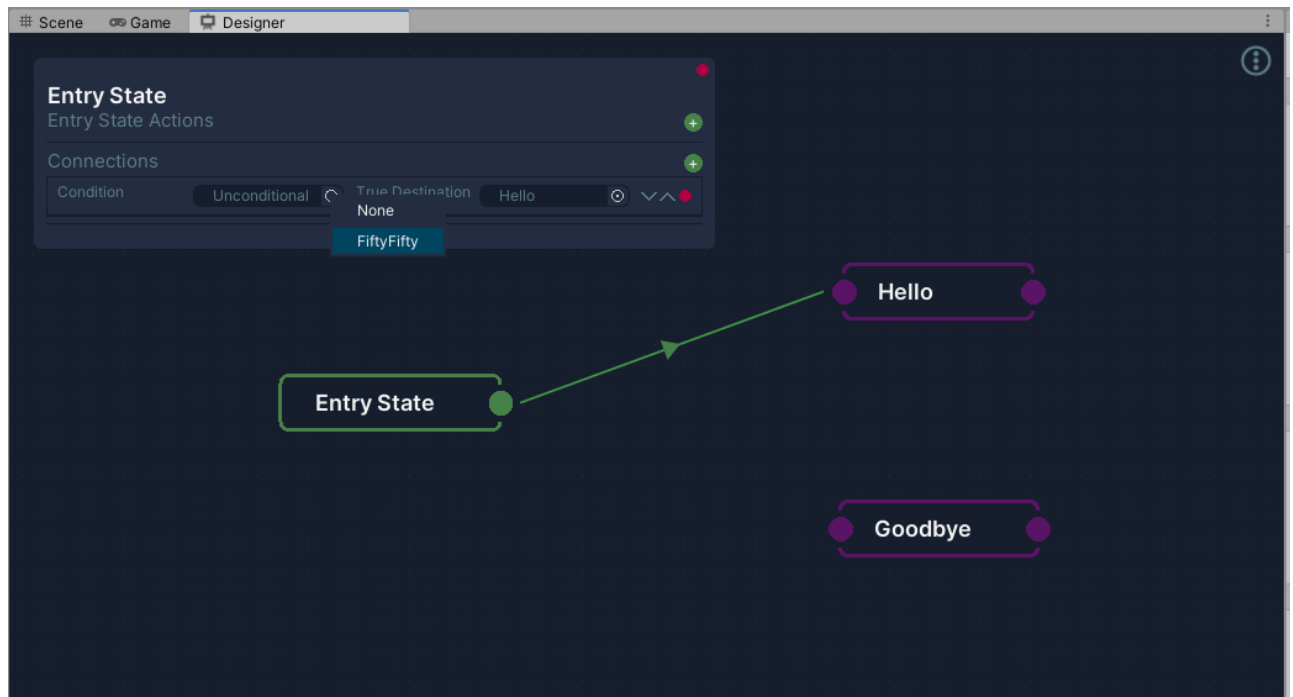 Scene Game Designer
Entry State
Entry State Actions
Connections
Condition Unconditional True Destination Hello
None
FiftyFifty
Hello
Entry State
Goodbye